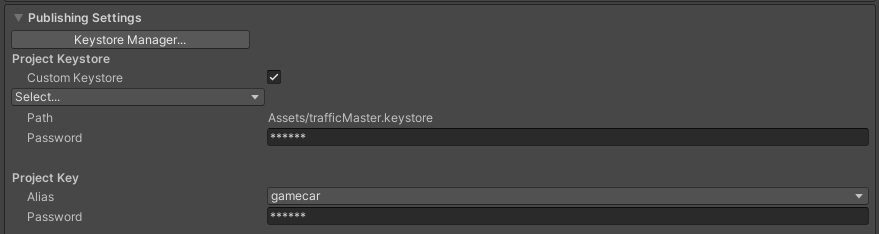 Publishing Settings
Keystore Manager...
Project Keystore
Custom Keystore
Select...
Path Assets/trafficMaster.keystore
Password ******
Project Key
Alias gamecar
Password ******